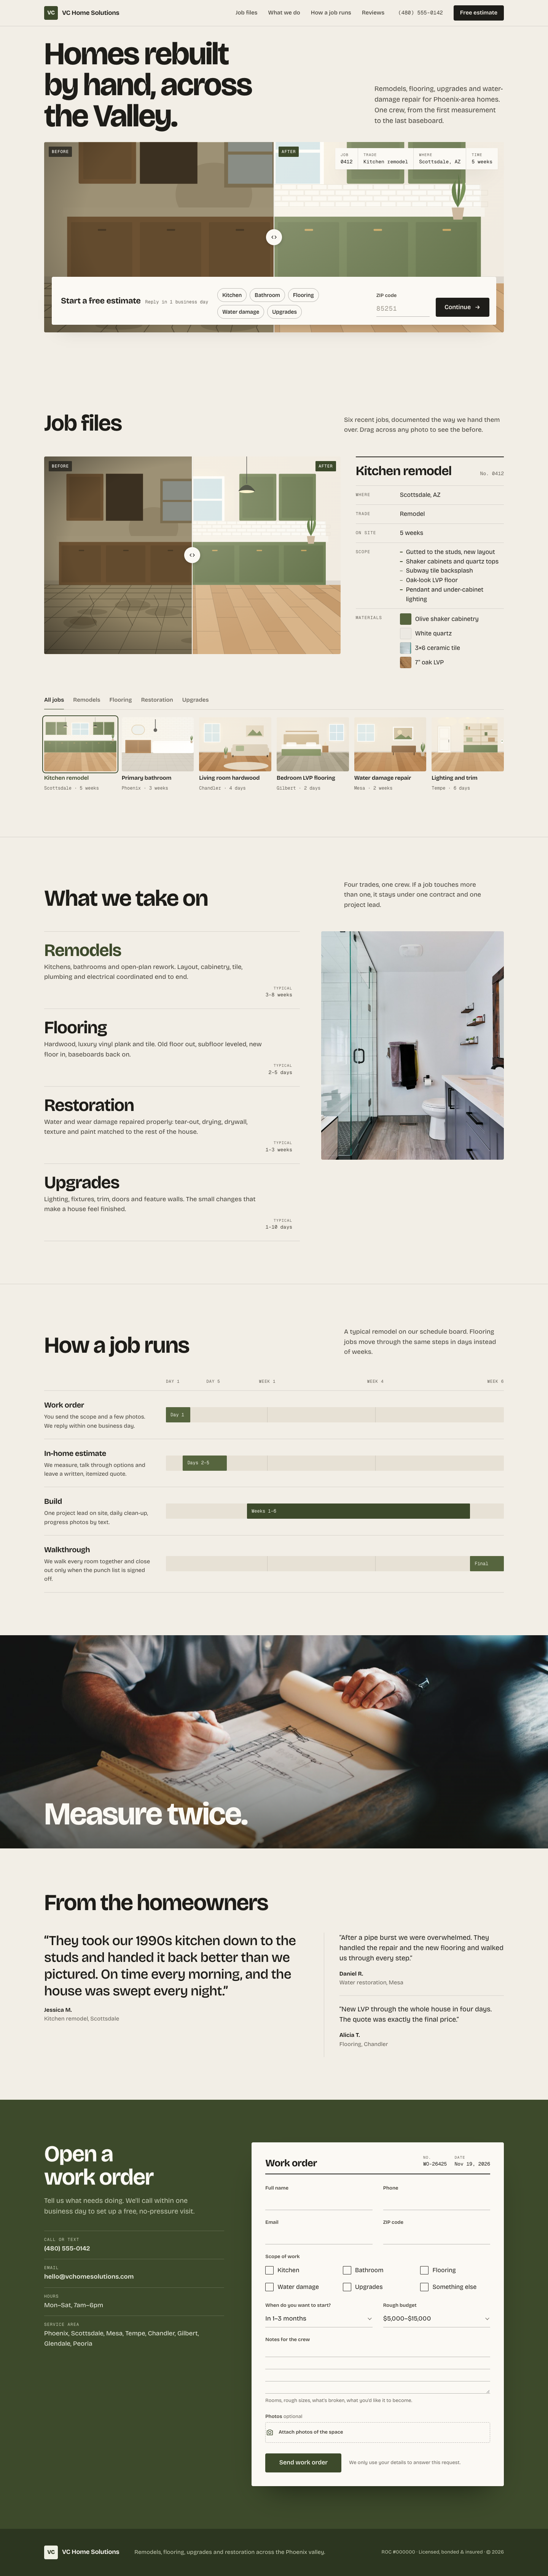 VC VC Home Solutions
Job files What we do How a job runs Reviews (480) 555-0142 Free estimate
Homes rebuilt
by hand, across
the Valley.
Remodels, flooring, upgrades and water-
damage repair for Phoenix-area homes.
One crew, from the first measurement
to the last baseboard.
BEFORE AFTER
JOB TRADE WHERE TIME
0412 Kitchen remodel Scottsdale, AZ 5 weeks
Start a free estimate Reply in 1 business day
Kitchen Bathroom Flooring
Water damage Upgrades
ZIP code
85251
Continue →
Job files
Six recent jobs, documented the way we hand them
over. Drag across any photo to see the before.
BEFORE AFTER
Kitchen remodel No. 0412
WHERE Scottsdale, AZ
TRADE Remodel
ON SITE 5 weeks
SCOPE – Gutted to the studs, new layout
– Shaker cabinets and quartz tops
– Subway tile backsplash
– Oak-look LVP floor
– Pendant and under-cabinet
lighting
MATERIALS Olive shaker cabinetry
White quartz
3×6 ceramic tile
7" oak LVP
All jobs Remodels Flooring Restoration Upgrades
Kitchen remodel Primary bathroom Living room hardwood Bedroom LVP flooring Water damage repair Lighting and trim
Scottsdale · 5 weeks Phoenix · 3 weeks Chandler · 4 days Gilbert · 2 days Mesa · 2 weeks Tempe · 6 days
What we take on
Four trades, one crew. If a job touches more
than one, it stays under one contract and one
project lead.
Remodels
Kitchens, bathrooms and open-plan rework. Layout, cabinetry, tile,
plumbing and electrical coordinated end to end.
TYPICAL
3–8 weeks
Flooring
Hardwood, luxury vinyl plank and tile. Old floor out, subfloor leveled, new
floor in, baseboards back on.
TYPICAL
2–5 days
Restoration
Water and wear damage repaired properly: tear-out, drying, drywall,
texture and paint matched to the rest of the house.
TYPICAL
1–3 weeks
Upgrades
Lighting, fixtures, trim, doors and feature walls. The small changes that
make a house feel finished.
TYPICAL
1–10 days
How a job runs
A typical remodel on our schedule board. Flooring
jobs move through the same steps in days instead
of weeks.
DAY 1 DAY 5 WEEK 1 WEEK 4 WEEK 6
Work order
You send the scope and a few photos.
We reply within one business day.
Day 1
In-home estimate
We measure, talk through options and
leave a written, itemized quote.
Days 2–5
Build
One project lead on site, daily clean-up,
progress photos by text.
Weeks 1–6
Walkthrough
We walk every room together and close
out only when the punch list is signed
off.
Final
Measure twice.
From the homeowners
“They took our 1990s kitchen down to the
studs and handed it back better than we
pictured. On time every morning, and the
house was swept every night.”
Jessica M.
Kitchen remodel, Scottsdale
“After a pipe burst we were overwhelmed. They
handled the repair and the new flooring and walked
us through every step.”
Daniel R.
Water restoration, Mesa
“New LVP through the whole house in four days.
The quote was exactly the final price.”
Alicia T.
Flooring, Chandler
Open a
work order
Tell us what needs doing. We'll call within one
business day to set up a free, no-pressure visit.
CALL OR TEXT
(480) 555-0142
EMAIL
hello@vchomesolutions.com
HOURS
Mon–Sat, 7am–6pm
SERVICE AREA
Phoenix, Scottsdale, Mesa, Tempe, Chandler, Gilbert,
Glendale, Peoria
Work order
NO. DATE
WO-26425 Nov 19, 2026
Full name Phone
Email ZIP code
Scope of work
Kitchen Bathroom Flooring
Water damage Upgrades Something else
When do you want to start? Rough budget
In 1–3 months $5,000–$15,000
Notes for the crew
Rooms, rough sizes, what's broken, what you'd like it to become.
Photos optional
Attach photos of the space
Send work order We only use your details to answer this request.
VC VC Home Solutions Remodels, flooring, upgrades and restoration across the Phoenix valley. ROC #000000 · Licensed, bonded & insured · © 2026